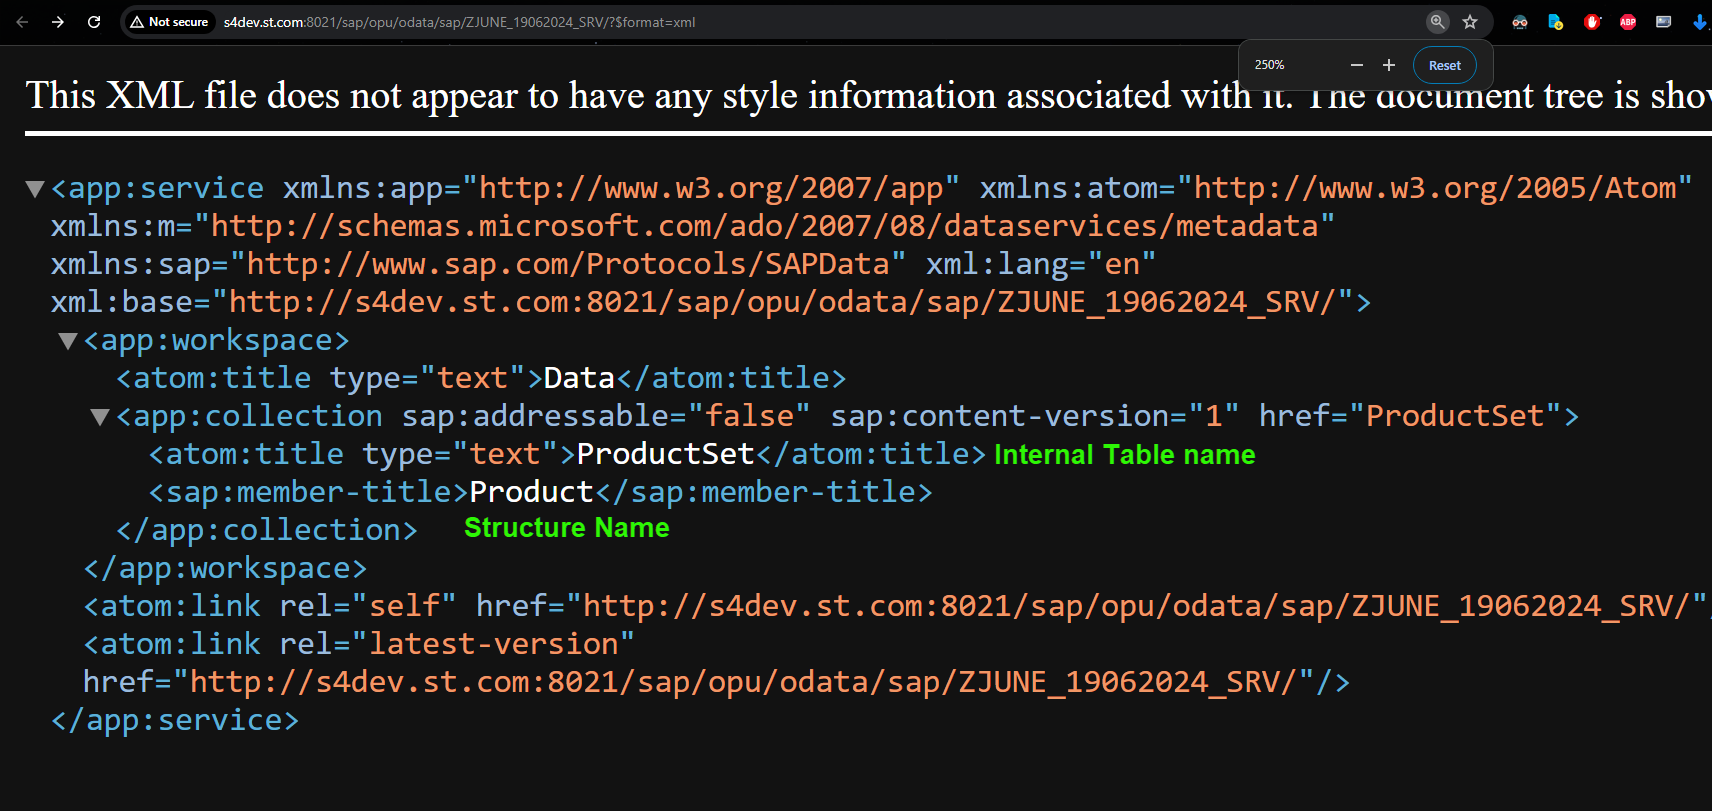 Not secure s4dev.st.com:8021/sap/opu/odata/sap/ZJUNE_19062024_SRV/?$format=xml
ABP
250% Reset
This XML file does not appear to have any style information associated with it. The document tree is
<app:service xmlns:app="http://www.w3.org/2007/app" xmlns:atom="http://www.w3.org/2005/Atom"
xmlns:m="http://schemas.microsoft.com/ado/2007/08/dataservices/metadata"
xmlns:sap="http://www.sap.com/Protocols/SAPData" xml:lang="en"
xml:base="http://s4dev.st.com:8021/sap/opu/odata/sap/ZJUNE_19062024_SRV/">
<app:workspace>
<atom:title type="text">Data</atom:title>
<app:collection sap:addressable="false" sap:content-version="1" href="ProductSet">
<atom:title type="text">ProductSet</atom:title> Internal Table name
<sap:member-title>Product</sap:member-title>
</app:collection> Structure Name
</app:workspace>
<atom:link rel="self" href="http://s4dev.st.com:8021/sap/opu/odata/sap/ZJUNE_19062024_SRV/"
<atom:link rel="latest-version"
href="http://s4dev.st.com:8021/sap/opu/odata/sap/ZJUNE_19062024_SRV/"/>
</app:service>